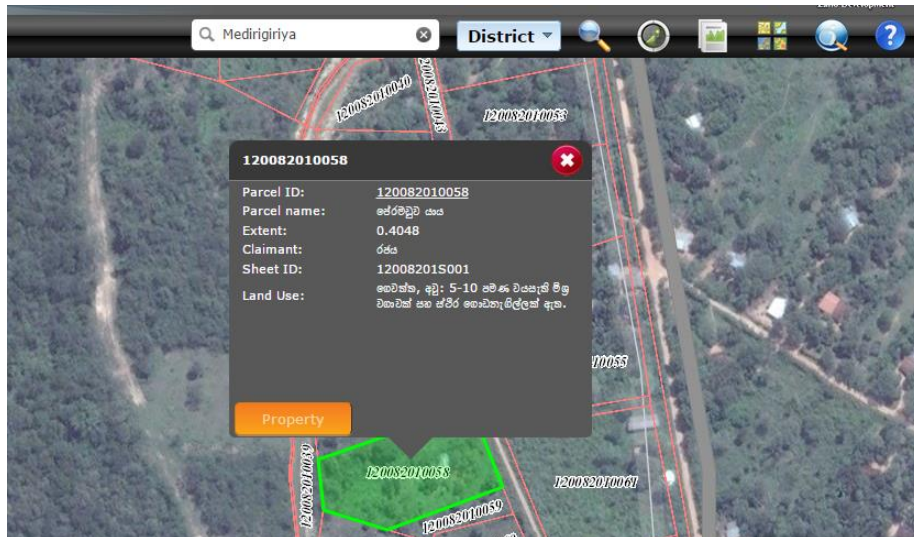 Land Development
Medirigiriya
District
120082010040
120082010043
120082010053
120082010058
Parcel ID: 120082010058
Parcel name: පේරමඩුව යාය
Extent: 0.4048
Claimant: රජය
Sheet ID: 12008201S001
Land Use: ගෙවත්ත, අවු: 5-10 පමණ වයසැති මිශ්‍ර
වගාවක් සහ ස්ථීර ගොඩනැගිල්ලක් ඇත.
10055
Property
120082010039
120082010058
120082010061
120082010059